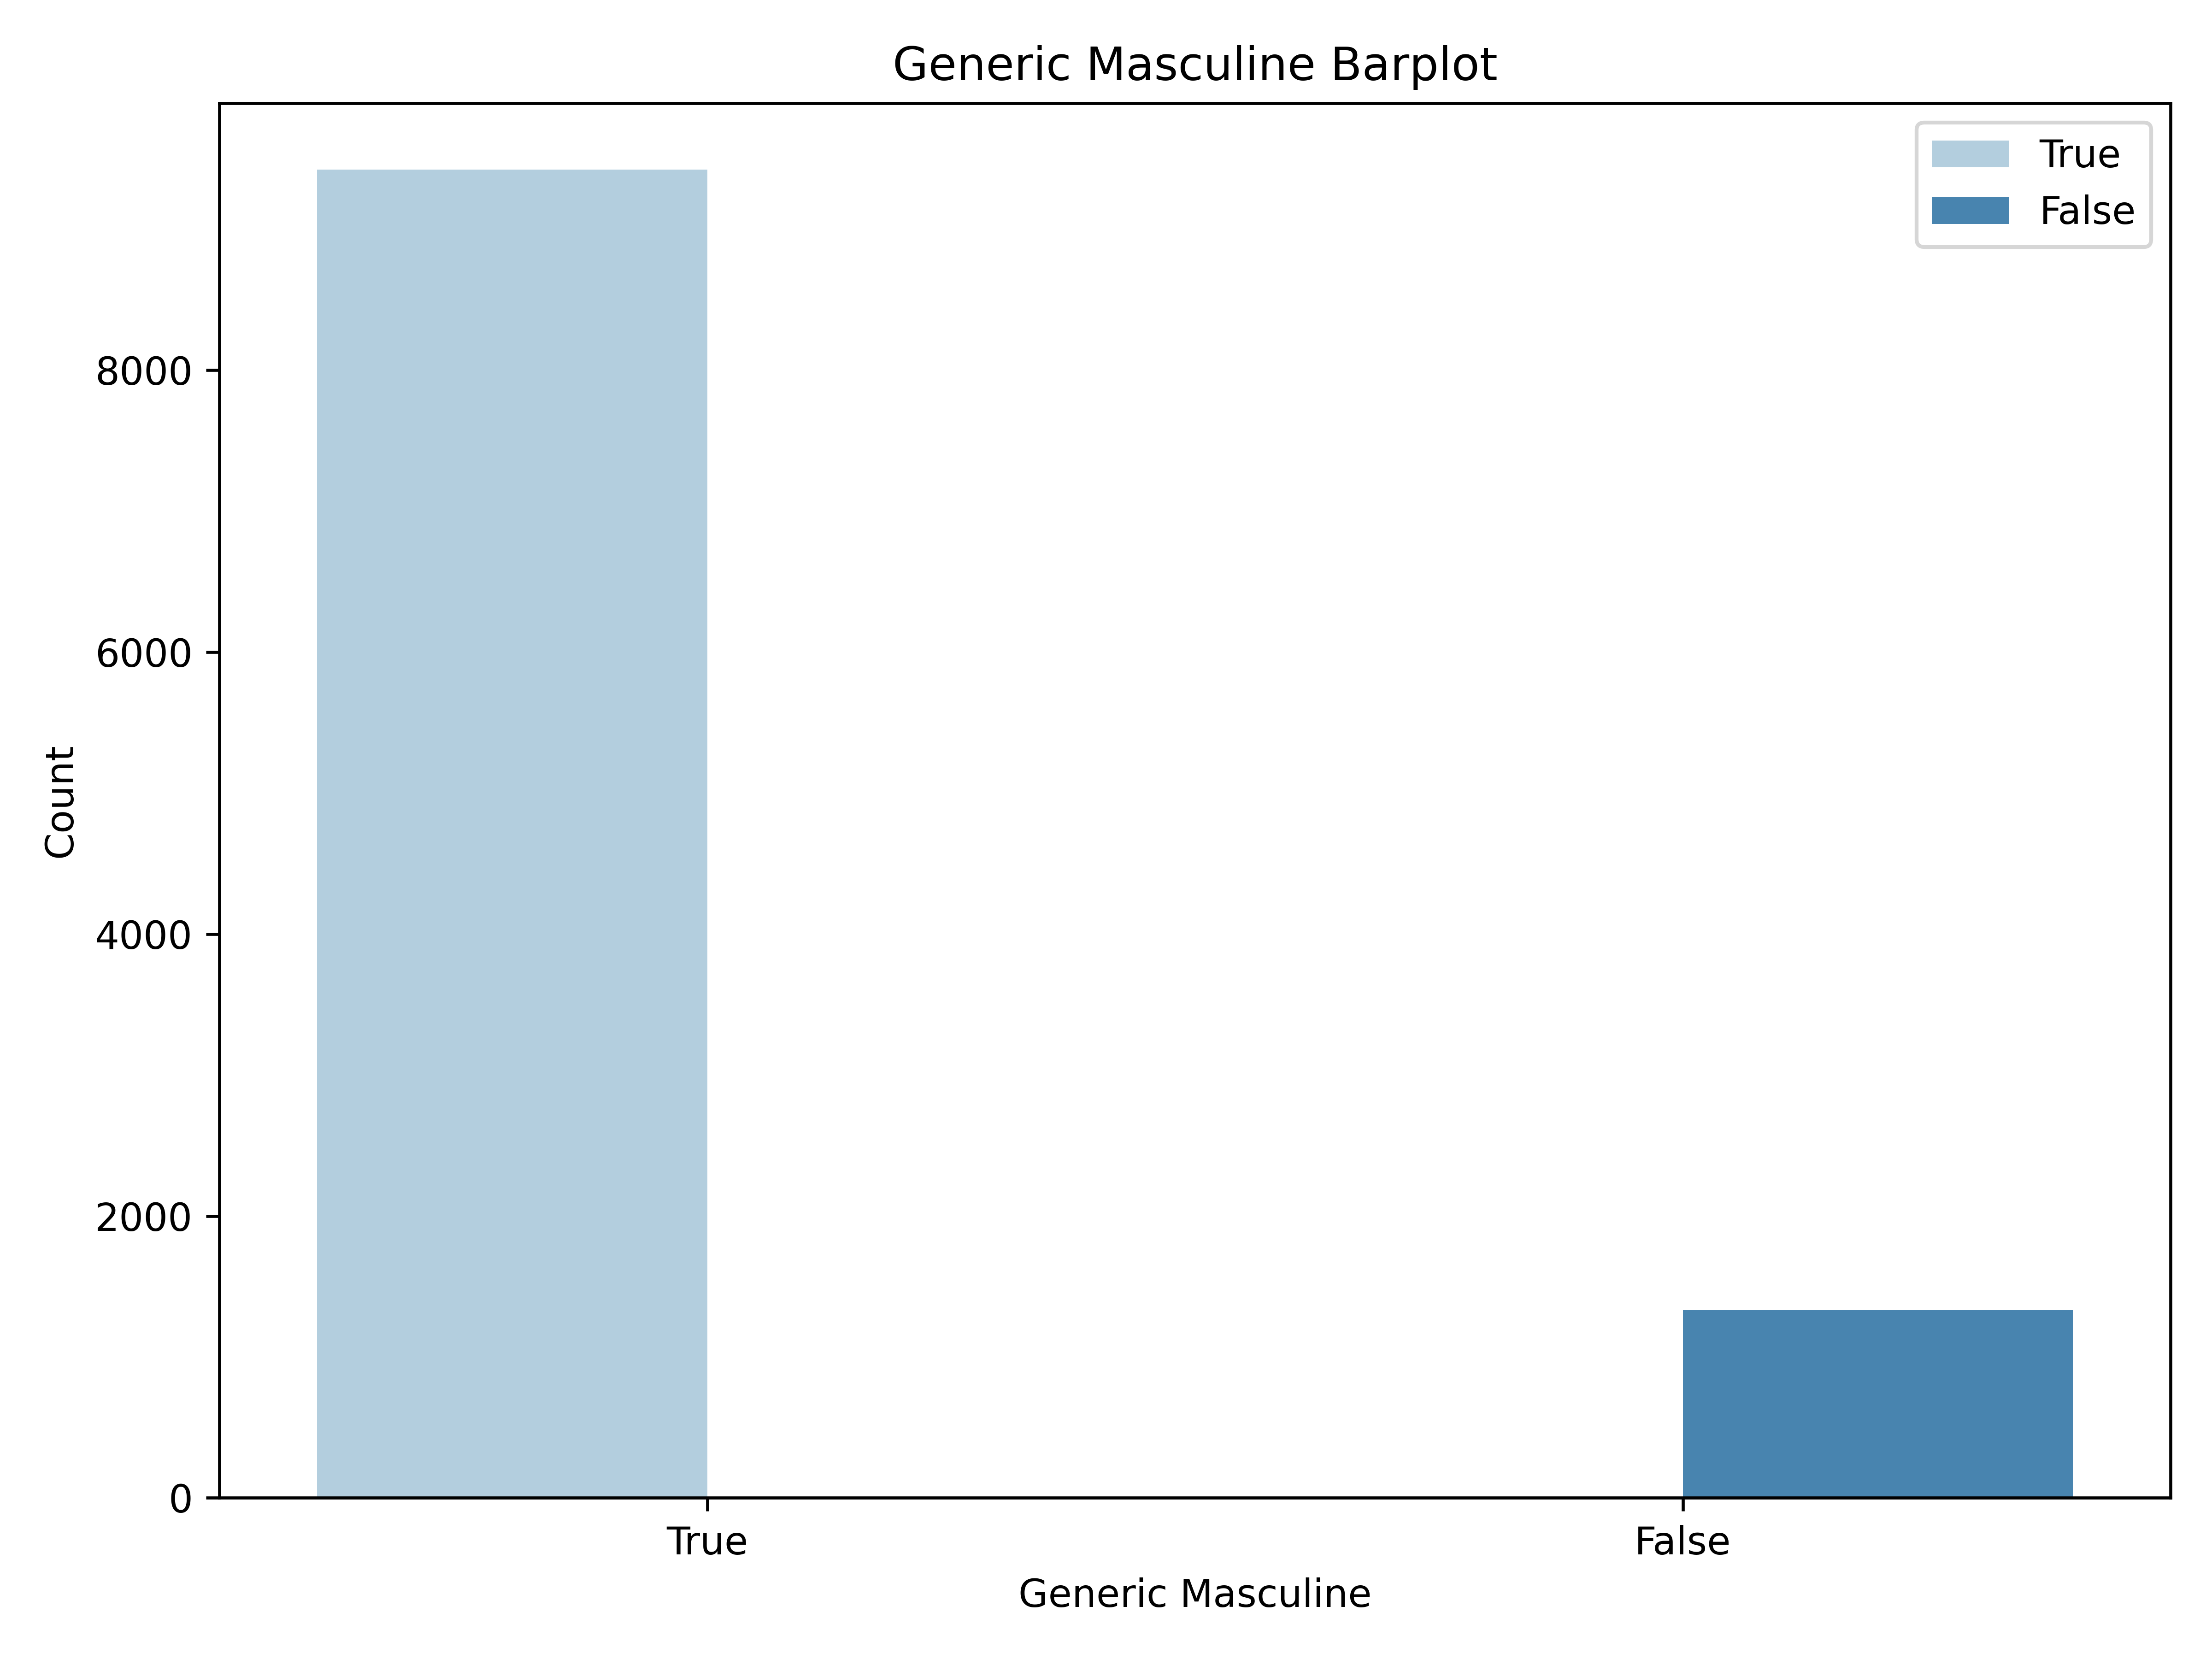 Generic Masculine Barplot
True
False
8000
6000
4000
2000
0
Count
True
False
Generic Masculine